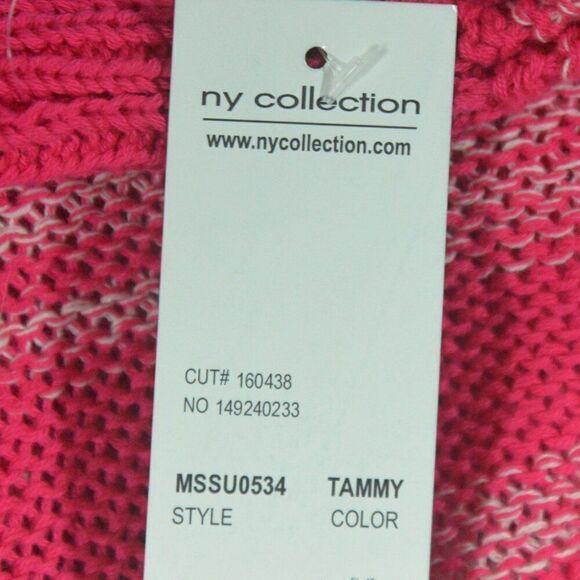 ny collection
www.nycollection.com
CUT# 160438
NO 149240233
MSSU0534 TAMMY
STYLE COLOR